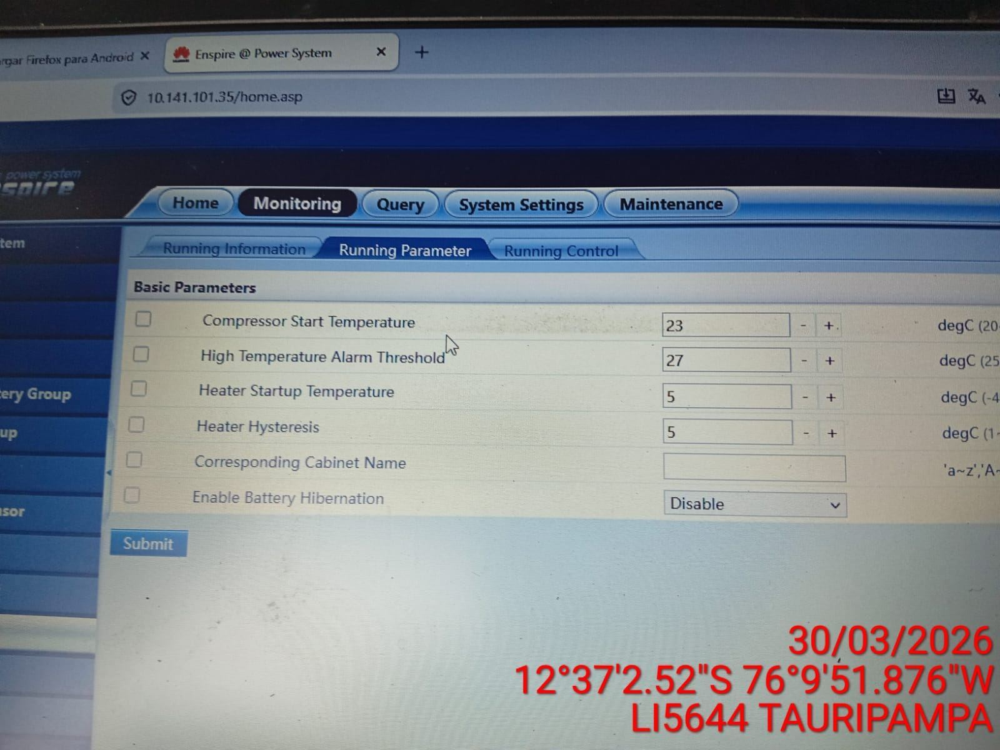 rgar Firefox para Android
Enspire @ Power System
10.141.101.35/home.asp
power system
spire
Home Monitoring Query System Settings Maintenance
tem
Running Information Running Parameter Running Control
Basic Parameters
Compressor Start Temperature 23 - + degC (20
High Temperature Alarm Threshold 27 - + degC (25
Heater Startup Temperature 5 - + degC (-4
ery Group
Heater Hysteresis 5 - + degC (1~
up
Corresponding Cabinet Name 'a~z','A~
Enable Battery Hibernation Disable
sor
Submit
30/03/2026
12°37'2.52"S 76°9'51.876"W
LI5644 TAURIPAMPA